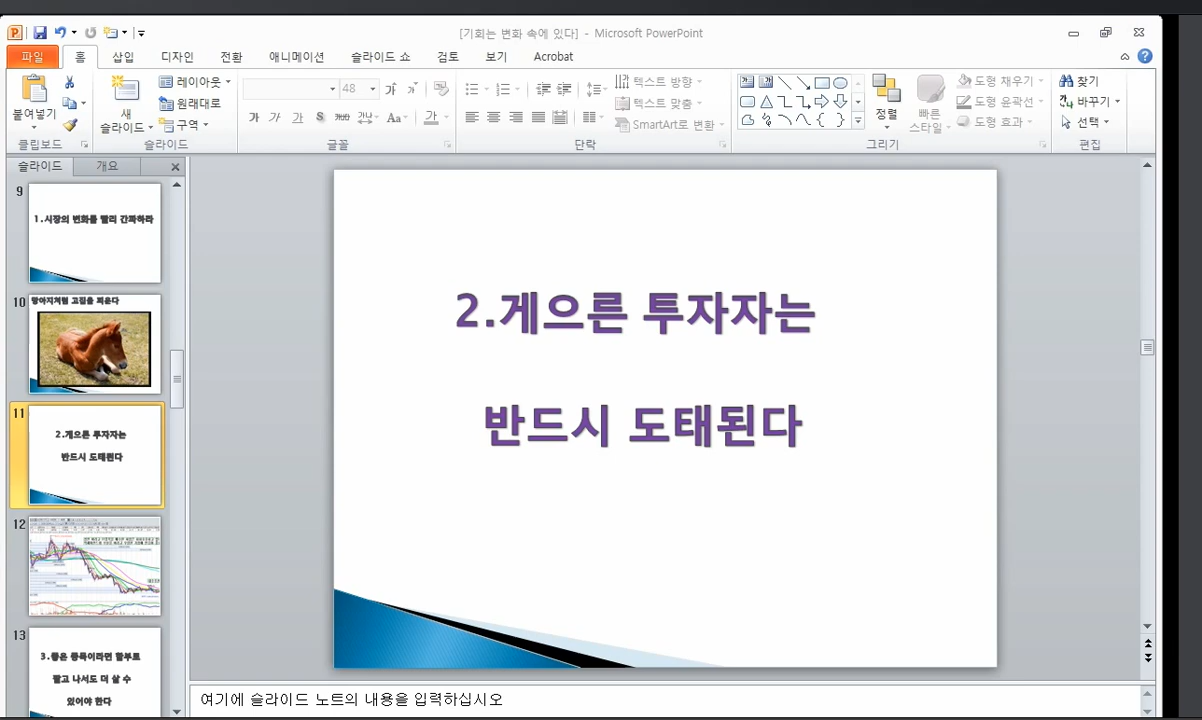 [기회는 변화 속에 있다] - Microsoft PowerPoint
파일 홈 삽입 디자인 전환 애니메이션 슬라이드 쇼 검토 보기 Acrobat
붙여넣기
클립보드
새 슬라이드
레이아웃
원래대로
구역
슬라이드
48
가 가 가 S abc 가나 Aa 가
글꼴
텍스트 방향
텍스트 맞춤
SmartArt로 변환
단락
정렬
빠른 스타일
도형 채우기
도형 윤곽선
도형 효과
그리기
찾기
바꾸기
선택
편집
슬라이드 개요
9
1.시장의 변화를 빨리 간파하라
10
망아지처럼 고집을 피운다
11
2.게으른 투자자는
반드시 도태된다
12
13
3.좋은 종목이라면 할부로
팔고 나서도 더 살 수
있어야 한다
2.게으른 투자자는
반드시 도태된다
여기에 슬라이드 노트의 내용을 입력하십시오